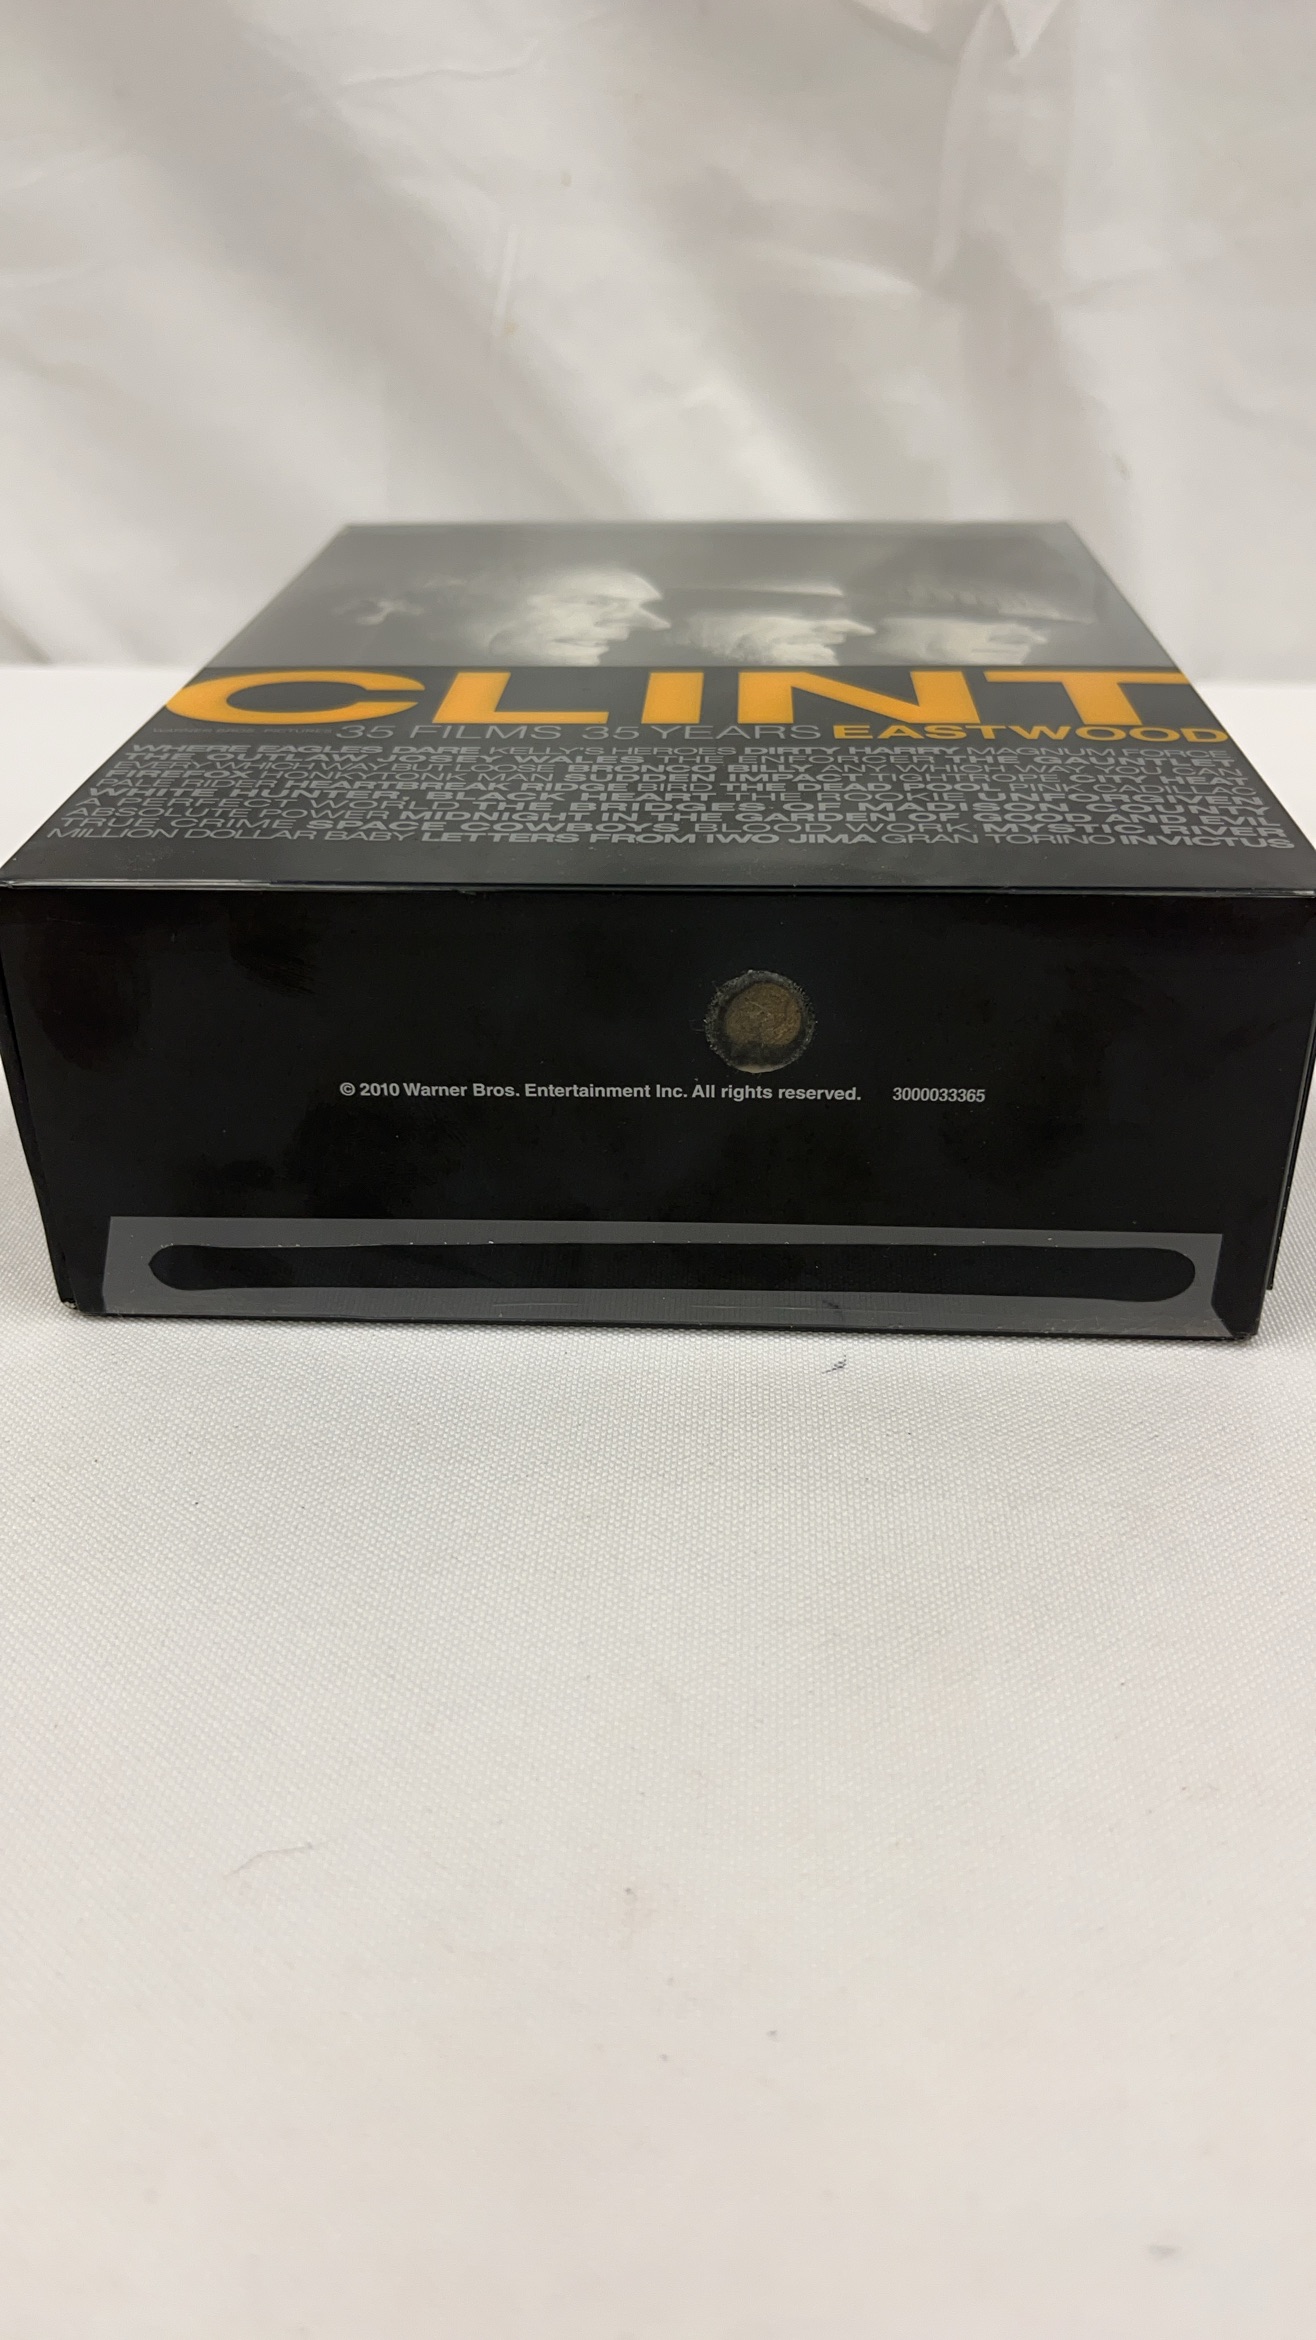 CLINT
WARNER BROS. PICTURES 35 FILMS 35 YEARS EASTWOOD
WHERE EAGLES DARE KELLY'S HEROES DIRTY HARRY MAGNUM FORCE
THE OUTLAW JOSEY WALES THE ENFORCER THE GAUNTLET
EVERY WHICH WAY BUT LOOSE BRONCO BILLY ANY WHICH WAY YOU CAN
FIREFOX HONKYTONK MAN SUDDEN IMPACT TIGHTROPE CITY HEAT
PALE RIDER HEARTBREAK RIDGE BIRD THE DEAD POOL PINK CADILLAC
WHITE HUNTER, BLACK HEART THE ROOKIE UNFORGIVEN
A PERFECT WORLD THE BRIDGES OF MADISON COUNTY
ABSOLUTE POWER MIDNIGHT IN THE GARDEN OF GOOD AND EVIL
TRUE CRIME SPACE COWBOYS BLOOD WORK MYSTIC RIVER
MILLION DOLLAR BABY LETTERS FROM IWO JIMA GRAN TORINO INVICTUS
© 2010 Warner Bros. Entertainment Inc. All rights reserved. 3000033365